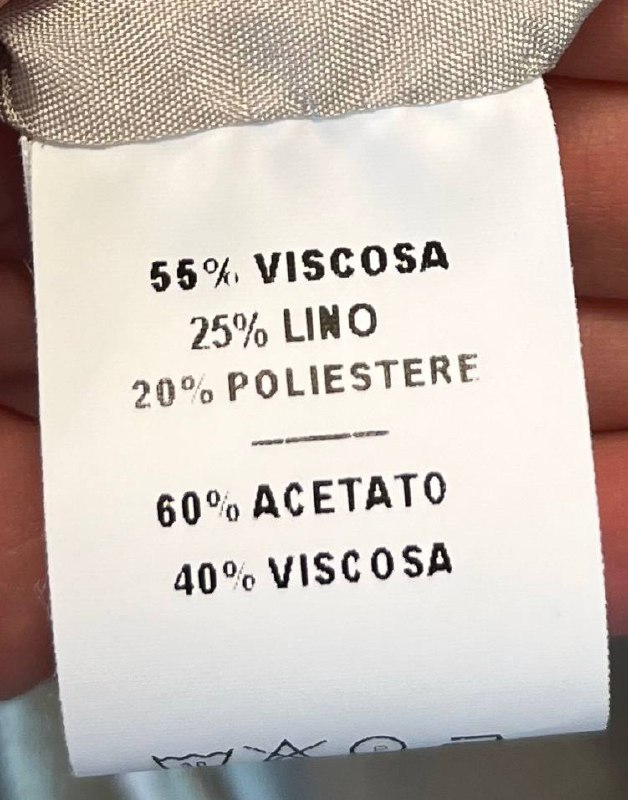 55% VISCOSA
25% LINO
20% POLIESTERE
60% ACETATO
40% VISCOSA